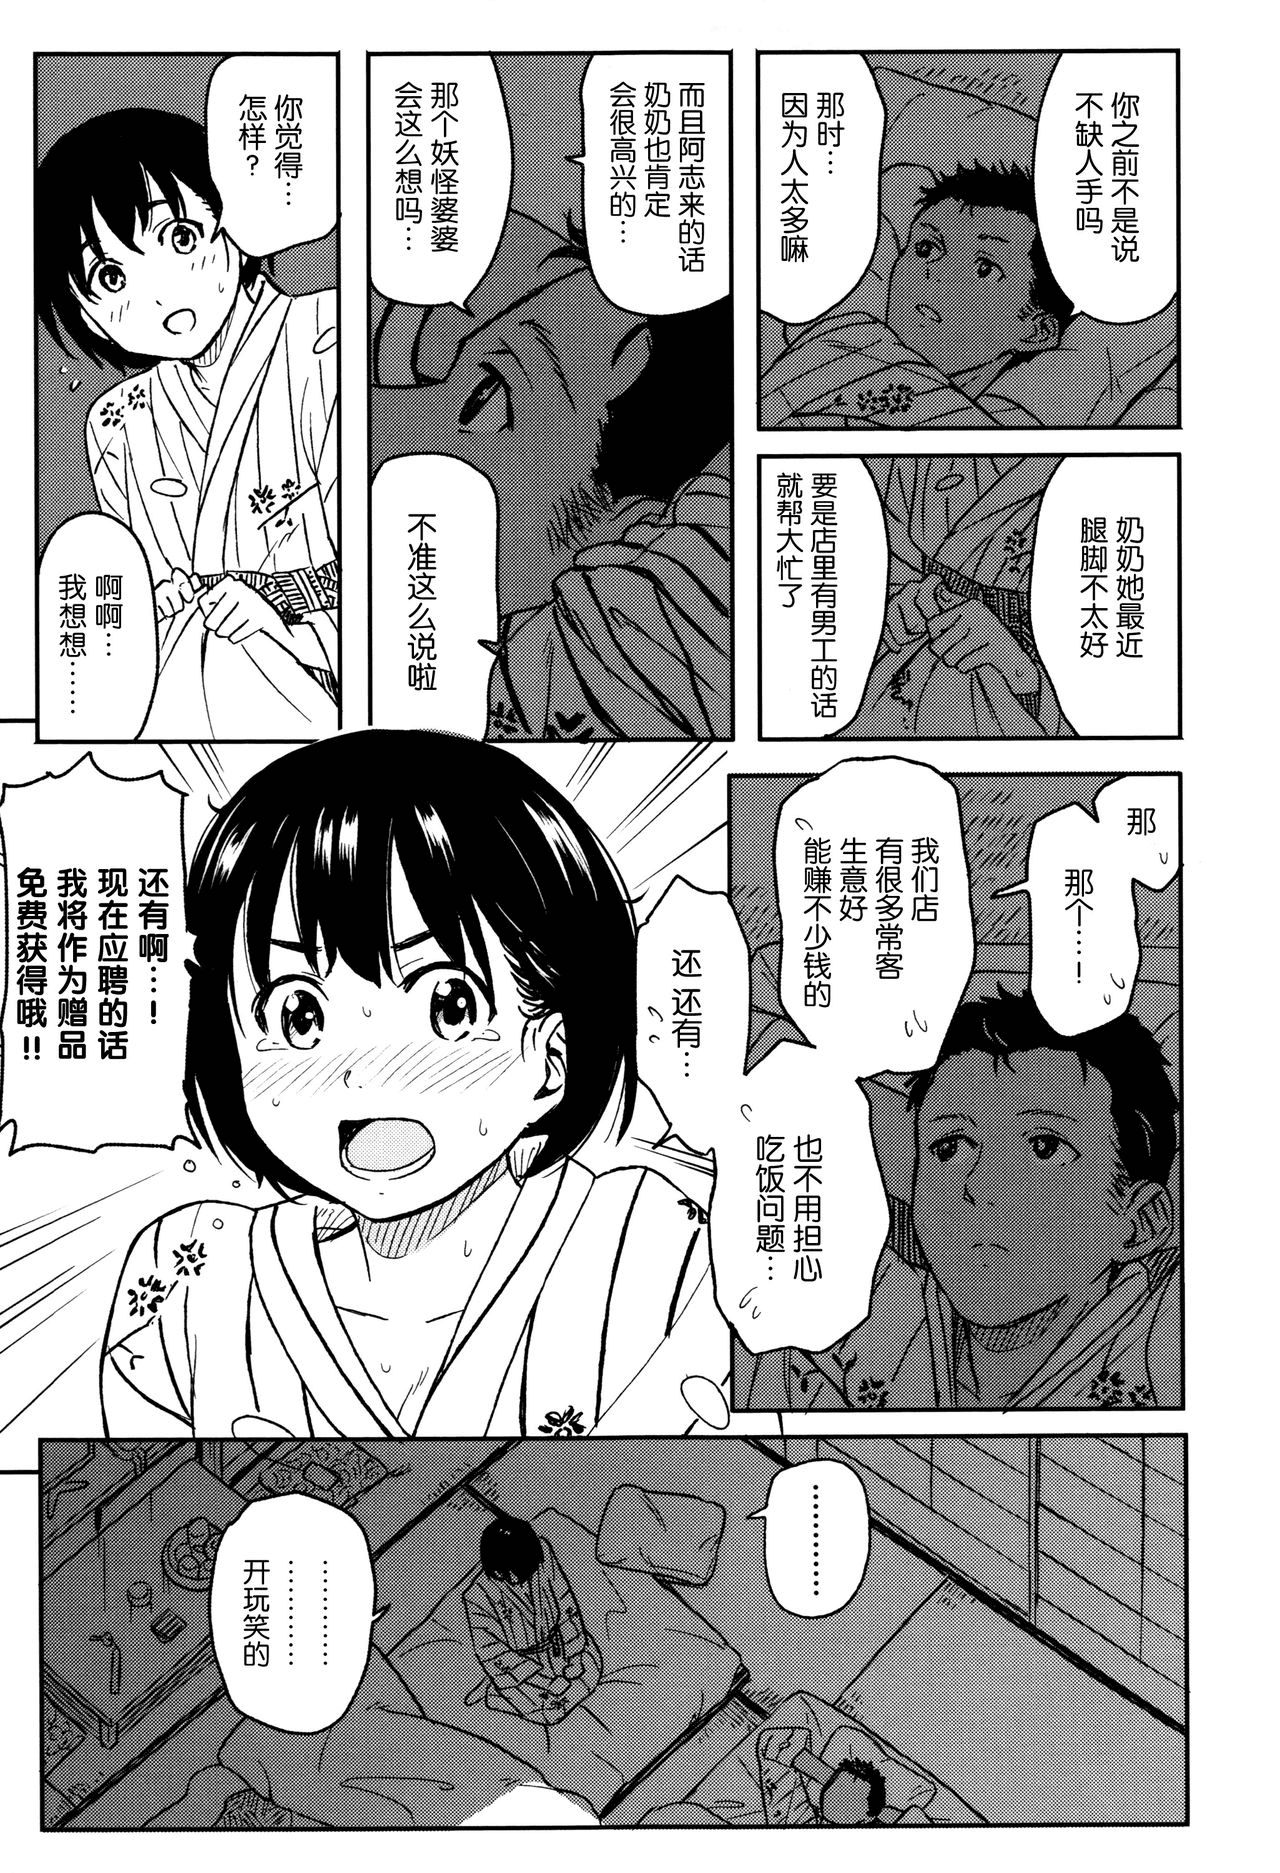 你之前不是说
不缺人手吗
那时…
因为人太多嘛
奶奶她最近
腿脚不太好
要是店里有男工的话
就帮大忙了
而且阿志来的话
奶奶也肯定
会很高兴的…
那个妖怪婆婆
会这么想吗…
不准这么说啦
你觉得…
怎样?
啊啊…
我想想……
那
那个…!
我们店
有很多常客
生意好
能赚不少钱的
也不用担心
吃饭问题…
还 还有…
还有啊…!
现在应聘的话
我将作为赠品
免费获得哦!!
………
…………
…………
开玩笑的